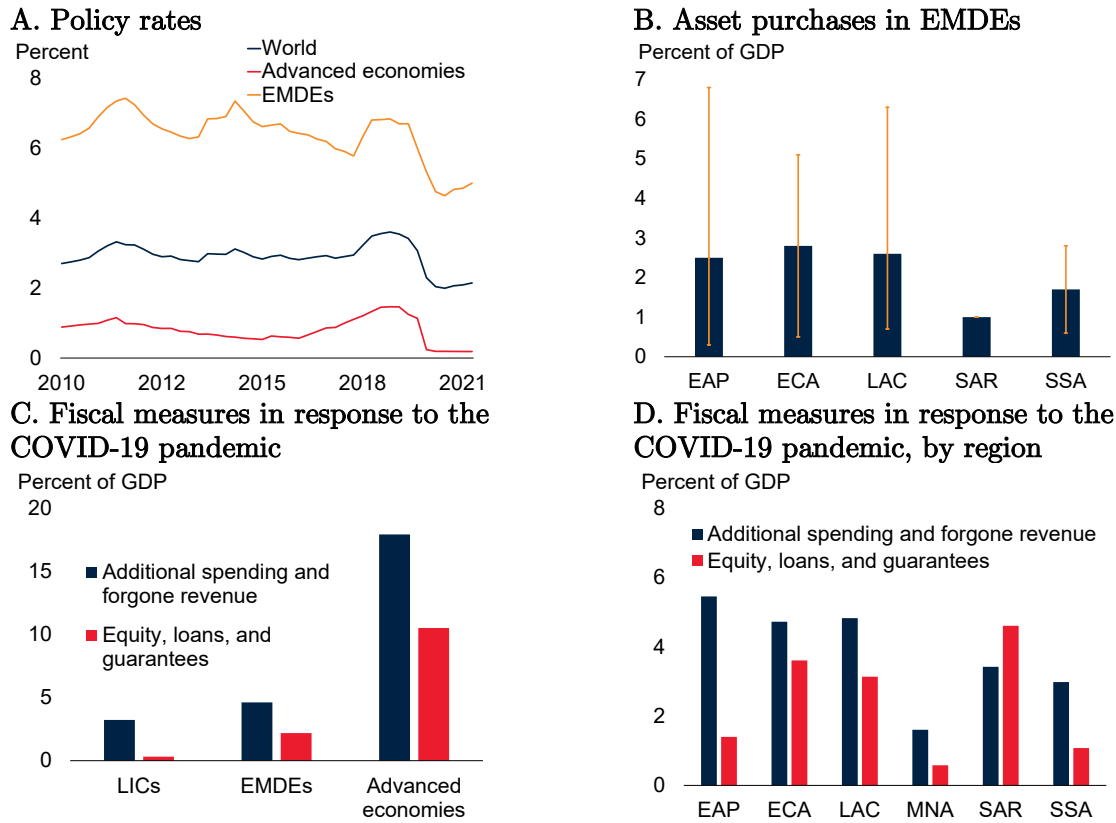 A. Policy rates
Percent
World
Advanced economies
EMDEs
8
6
4
2
0
2010 2012 2015 2018 2021
B. Asset purchases in EMDEs
Percent of GDP
7
6
5
4
3
2
1
0
EAP ECA LAC SAR SSA
C. Fiscal measures in response to the
COVID-19 pandemic
Percent of GDP
20
15
10
5
0
Additional spending and
forgone revenue
Equity, loans, and
guarantees
LICs EMDEs Advanced
economies
D. Fiscal measures in response to the
COVID-19 pandemic, by region
Percent of GDP
8
6
4
2
0
Additional spending and forgone revenue
Equity, loans, and guarantees
EAP ECA LAC MNA SAR SSA